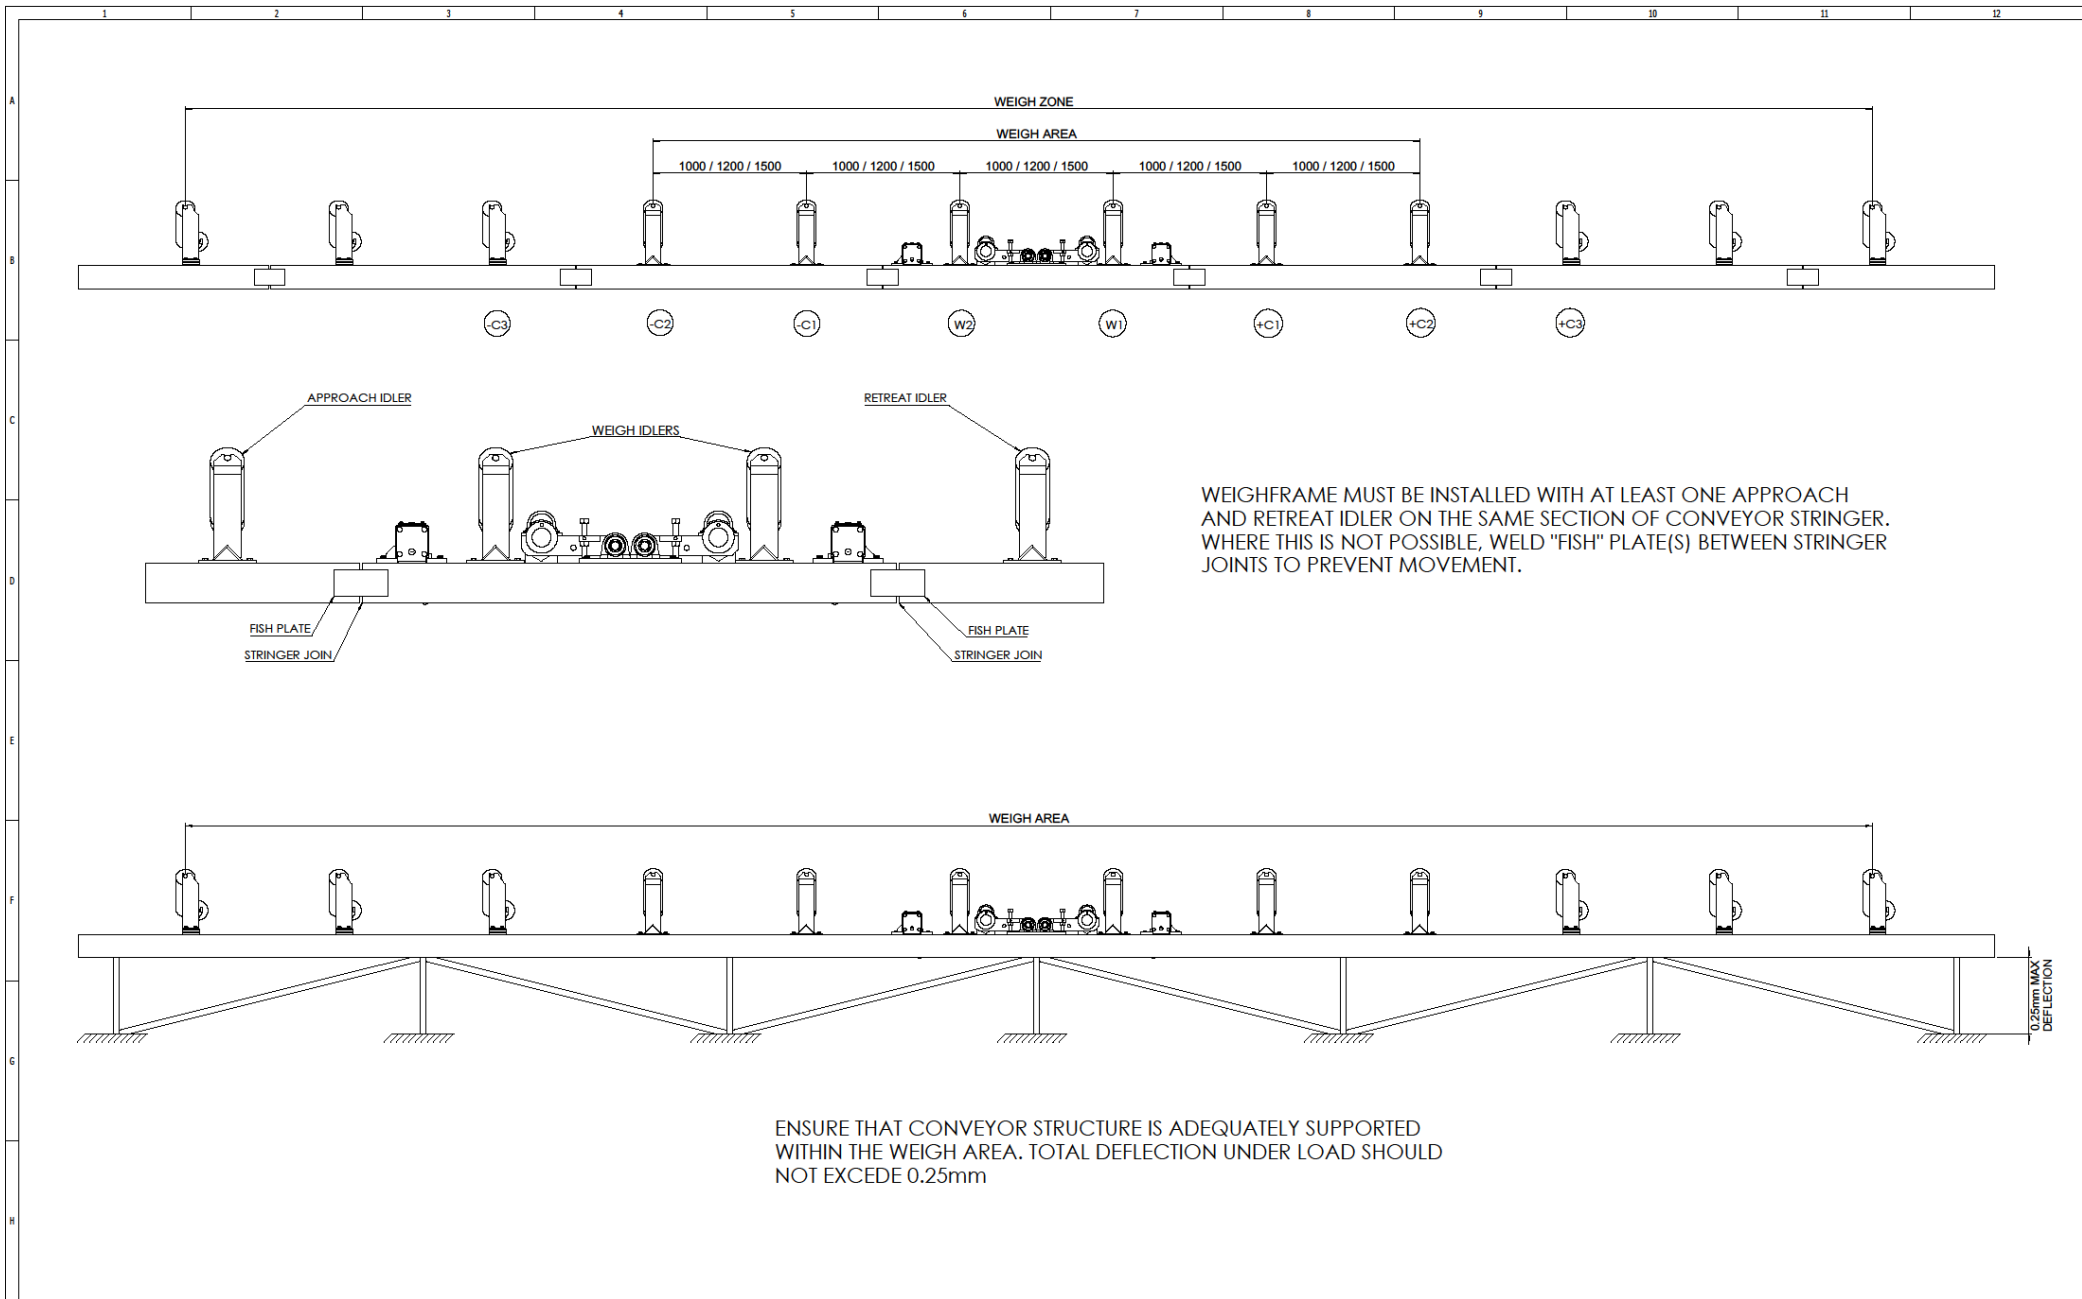 1 2 3 4 5 6 7 8 9 10 11 12
A
WEIGH ZONE
WEIGH AREA
1000 / 1200 / 1500 1000 / 1200 / 1500 1000 / 1200 / 1500 1000 / 1200 / 1500 1000 / 1200 / 1500
B
-C3 -C2 -C1 W2 W1 +C1 +C2 +C3
APPROACH IDLER
RETREAT IDLER
C
WEIGH IDLERS
WEIGHFRAME MUST BE INSTALLED WITH AT LEAST ONE APPROACH
AND RETREAT IDLER ON THE SAME SECTION OF CONVEYOR STRINGER.
WHERE THIS IS NOT POSSIBLE, WELD "FISH" PLATE(S) BETWEEN STRINGER
JOINTS TO PREVENT MOVEMENT.
D
FISH PLATE
STRINGER JOIN
FISH PLATE
STRINGER JOIN
E
WEIGH AREA
F
0.25mm MAX
DEFLECTION
G
ENSURE THAT CONVEYOR STRUCTURE IS ADEQUATELY SUPPORTED
WITHIN THE WEIGH AREA. TOTAL DEFLECTION UNDER LOAD SHOULD
NOT EXCEDE 0.25mm
H